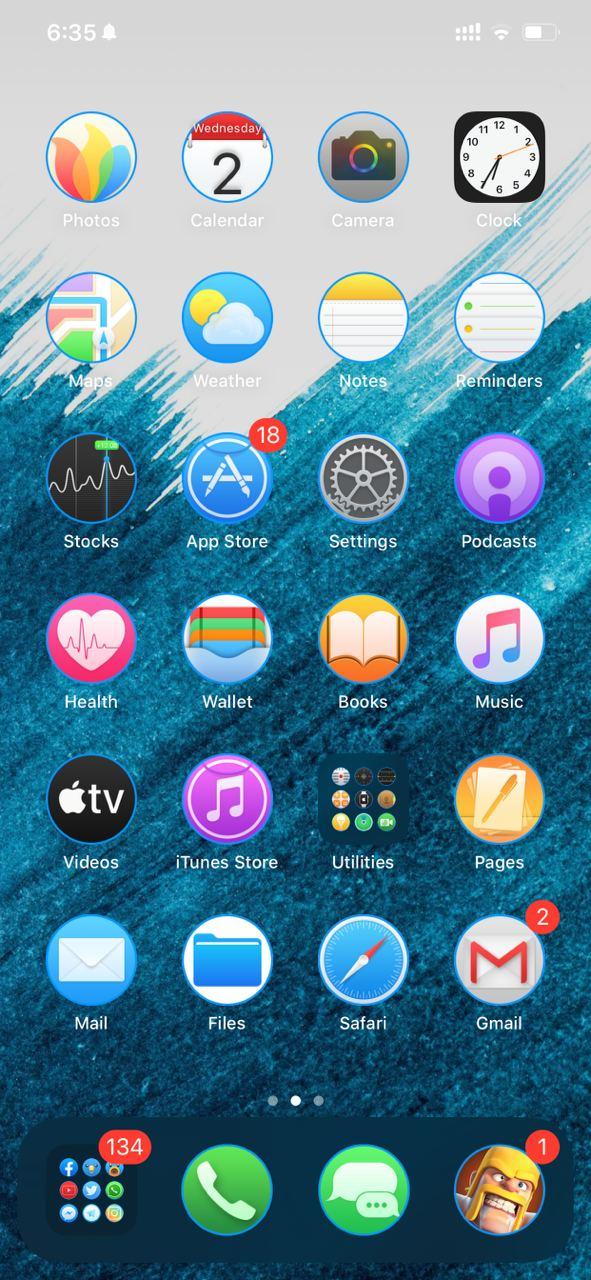 6:35
Wednesday
2
12
11
1
10
2
9
3
8
4
7
5
6
Photos
Calendar
Camera
Clock
Maps
Weather
Notes
Reminders
18
Stocks
App Store
Settings
Podcasts
Health
Wallet
Books
Music
tv
Videos
iTunes Store
Utilities
Pages
2
Mail
Files
Safari
Gmail
134
1